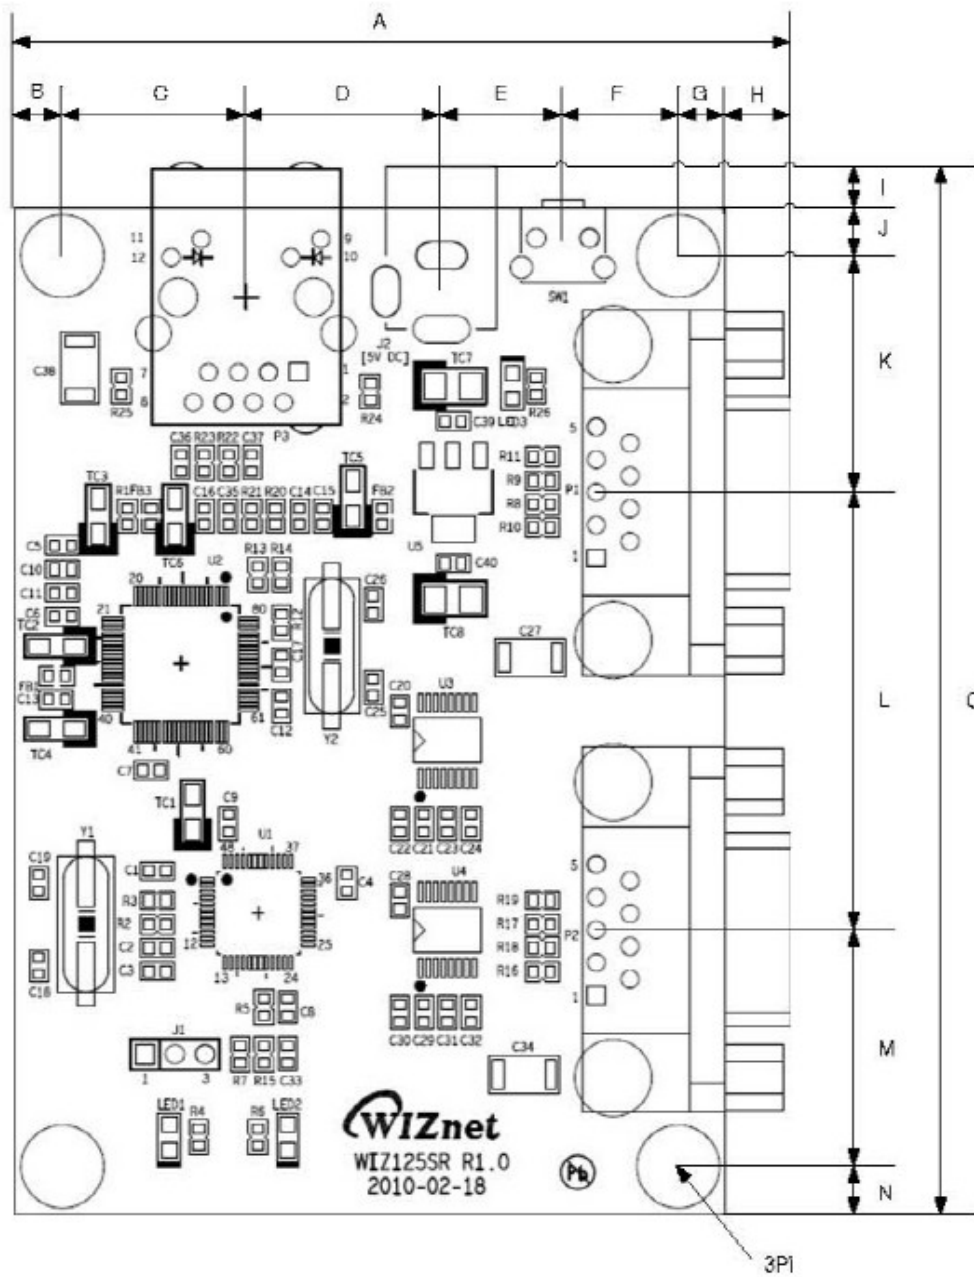 A
B C D E F G H
I
J
11 9
12 10
SW1
K
J2
[5V DC]
TC7
C38
7 1
R25 6 2 R24 C39 LED3 R26
P3
C36 R23 R22 C37
5
R11
TC3 TC5 R9 P1
R1 FB3 C16 C35 R21 R20 C14 C15 FB2 R8
R10
C5 TC6 U2 R13 R14 U5 1
C10 20 C26 C40
C11
C6 21 80 R12
TC2 TC8 C27
C17
FB1 U3
C13 40 61 C20 L Q
TC4 41 60 C12 Y2 C25
C7
TC1 C9
Y1 U1 C22 C21 C23 C24
48 37
C19 C1 36 C4 C28 U4 5
R3 R19
R2 12 25 R17 P2
C2 R18
C18 C3 13 24 R16 1
R5 C8
J1 C30 C29 C31 C32
C34 M
1 3 R7 R15 C33
LED1 R4 R6 LED2
WIZnet
WIZ125SR R1.0
2010-02-18
Pb
N
3PI